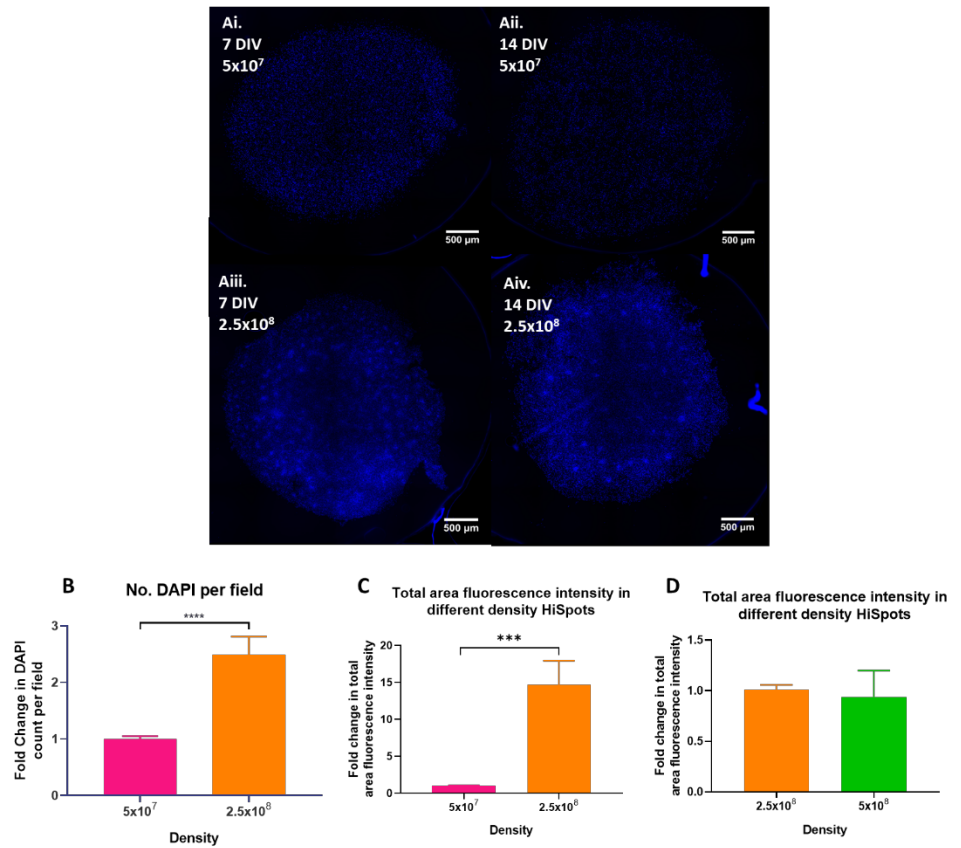 Ai.
7 DIV
5x10⁷
500 µm
Aii.
14 DIV
5x10⁷
500 µm
Aiii.
7 DIV
2.5x10⁸
500 µm
Aiv.
14 DIV
2.5x10⁸
500 µm
B
No. DAPI per field
Fold Change in DAPI
count per field
3
2
1
0
****
5x10⁷
2.5x10⁸
Density
C
Total area fluorescence intensity in
different density HiSpots
Fold change in total
area fluorescence intensity
20
15
10
5
0
***
5x10⁷
2.5x10⁸
Density
D
Total area fluorescence intensity in
different density HiSpots
Fold change in total
area fluorescence intensity
1.5
1.0
0.5
0.0
2.5x10⁸
5x10⁸
Density